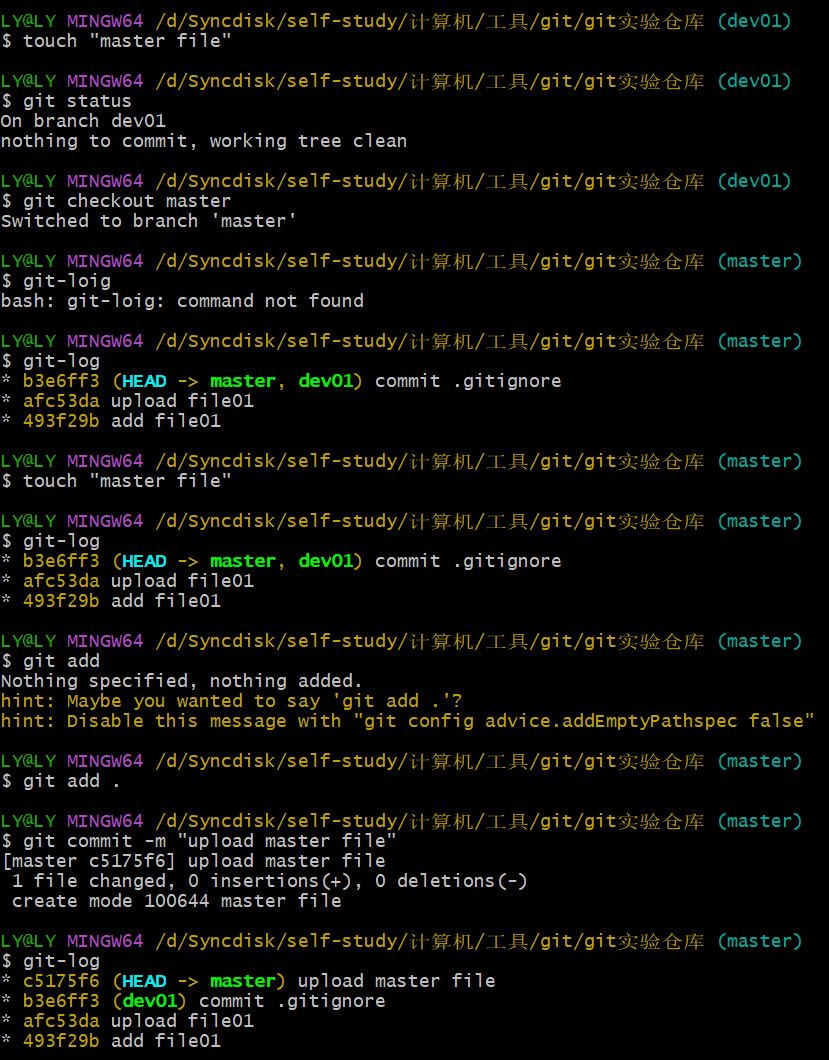 LY@LY MINGW64 /d/Syncdisk/self-study/计算机/工具/git/git实验仓库 (dev01)
$ touch "master file"
LY@LY MINGW64 /d/Syncdisk/self-study/计算机/工具/git/git实验仓库 (dev01)
$ git status
On branch dev01
nothing to commit, working tree clean
LY@LY MINGW64 /d/Syncdisk/self-study/计算机/工具/git/git实验仓库 (dev01)
$ git checkout master
Switched to branch 'master'
LY@LY MINGW64 /d/Syncdisk/self-study/计算机/工具/git/git实验仓库 (master)
$ git-loig
bash: git-loig: command not found
LY@LY MINGW64 /d/Syncdisk/self-study/计算机/工具/git/git实验仓库 (master)
$ git-log
* b3e6ff3 (HEAD -> master, dev01) commit .gitignore
* afc53da upload file01
* 493f29b add file01
LY@LY MINGW64 /d/Syncdisk/self-study/计算机/工具/git/git实验仓库 (master)
$ touch "master file"
LY@LY MINGW64 /d/Syncdisk/self-study/计算机/工具/git/git实验仓库 (master)
$ git-log
* b3e6ff3 (HEAD -> master, dev01) commit .gitignore
* afc53da upload file01
* 493f29b add file01
LY@LY MINGW64 /d/Syncdisk/self-study/计算机/工具/git/git实验仓库 (master)
$ git add
Nothing specified, nothing added.
hint: Maybe you wanted to say 'git add .'?
hint: Disable this message with "git config advice.addEmptyPathspec false"
LY@LY MINGW64 /d/Syncdisk/self-study/计算机/工具/git/git实验仓库 (master)
$ git add .
LY@LY MINGW64 /d/Syncdisk/self-study/计算机/工具/git/git实验仓库 (master)
$ git commit -m "upload master file"
[master c5175f6] upload master file
1 file changed, 0 insertions(+), 0 deletions(-)
create mode 100644 master file
LY@LY MINGW64 /d/Syncdisk/self-study/计算机/工具/git/git实验仓库 (master)
$ git-log
* c5175f6 (HEAD -> master) upload master file
* b3e6ff3 (dev01) commit .gitignore
* afc53da upload file01
* 493f29b add file01